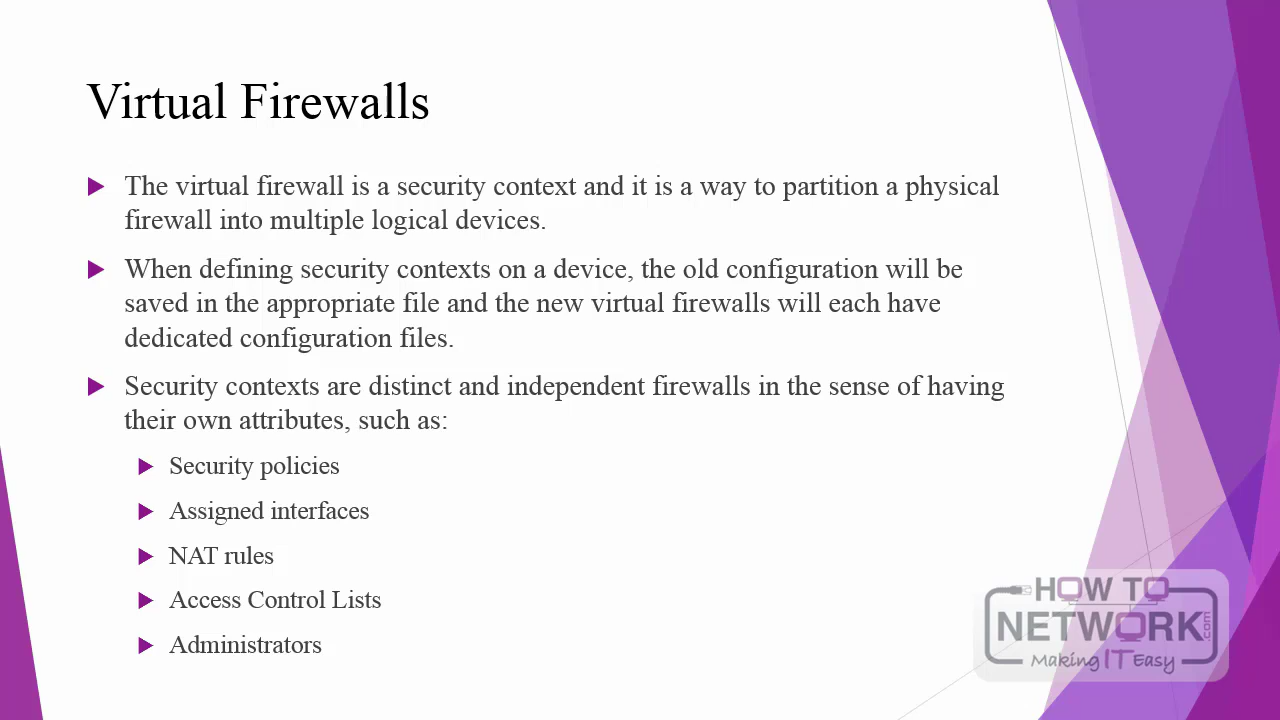 Virtual Firewalls
The virtual firewall is a security context and it is a way to partition a physical
firewall into multiple logical devices.
When defining security contexts on a device, the old configuration will be
saved in the appropriate file and the new virtual firewalls will each have
dedicated configuration files.
Security contexts are distinct and independent firewalls in the sense of having
their own attributes, such as:
Security policies
Assigned interfaces
NAT rules
Access Control Lists
Administrators
HOW TO
NETWORK.com
Making IT Easy